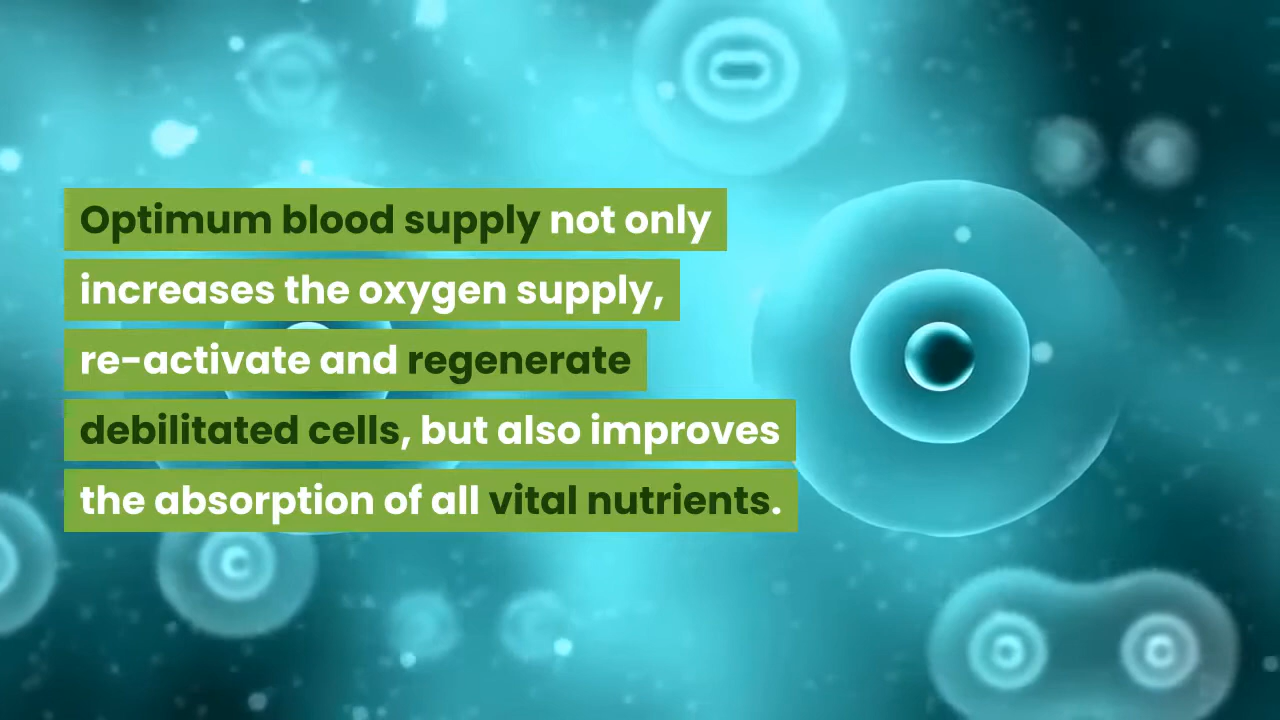 Optimum blood supply not only
increases the oxygen supply,
re-activate and regenerate
debilitated cells, but also improves
the absorption of all vital nutrients.